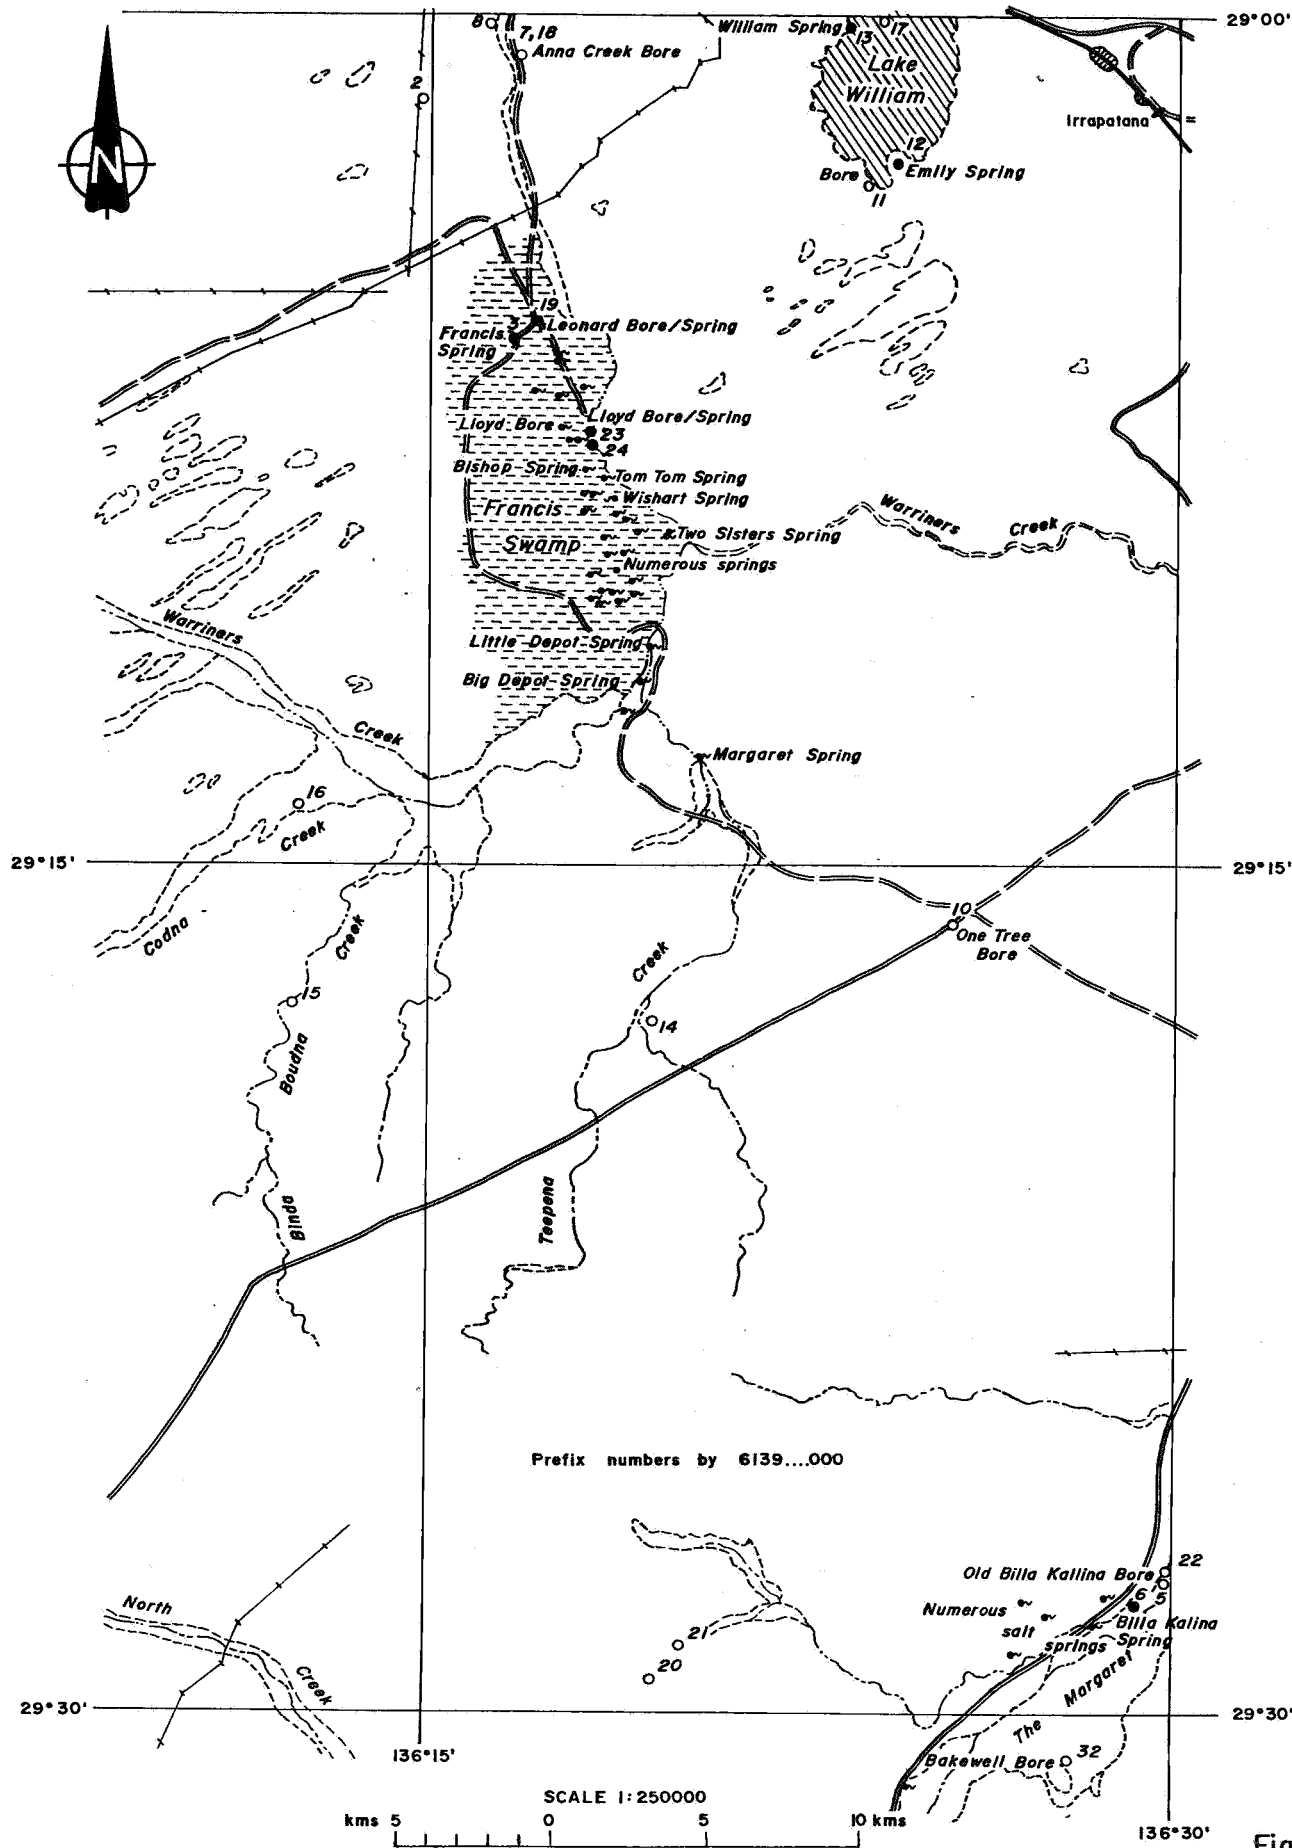 8
7,18
Anna Creek Bore
2
William Spring
13
17
29°00'
Lake
William
Irrapatana
12
Emily Spring
Bore
11
N
19
3
Leonard Bore/Spring
Francis
Spring
Lloyd Bore/Spring
Lloyd Bore
23
24
Bishop Spring
Tom Tom Spring
Wishart Spring
Francis
Swamp
Two Sisters Spring
Numerous springs
Warriners
Creek
Warriners
Creek
Little Depot Spring
Big Depot Spring
Margaret Spring
16
Creek
29°15'
29°15'
Codna
Creek
10
One Tree
Bore
15
Creek
14
Boudna
Binda
Teepena
Prefix numbers by 6139....000
22
Old Billa Kallina Bore
5
6
Numerous
salt
springs
Billa Kalina
Spring
North
Creek
21
20
The Margaret
29°30'
29°30'
Bakewell Bore
32
136°15'
136°30'
SCALE 1:250000
kms 5 0 5 10 kms
Fig